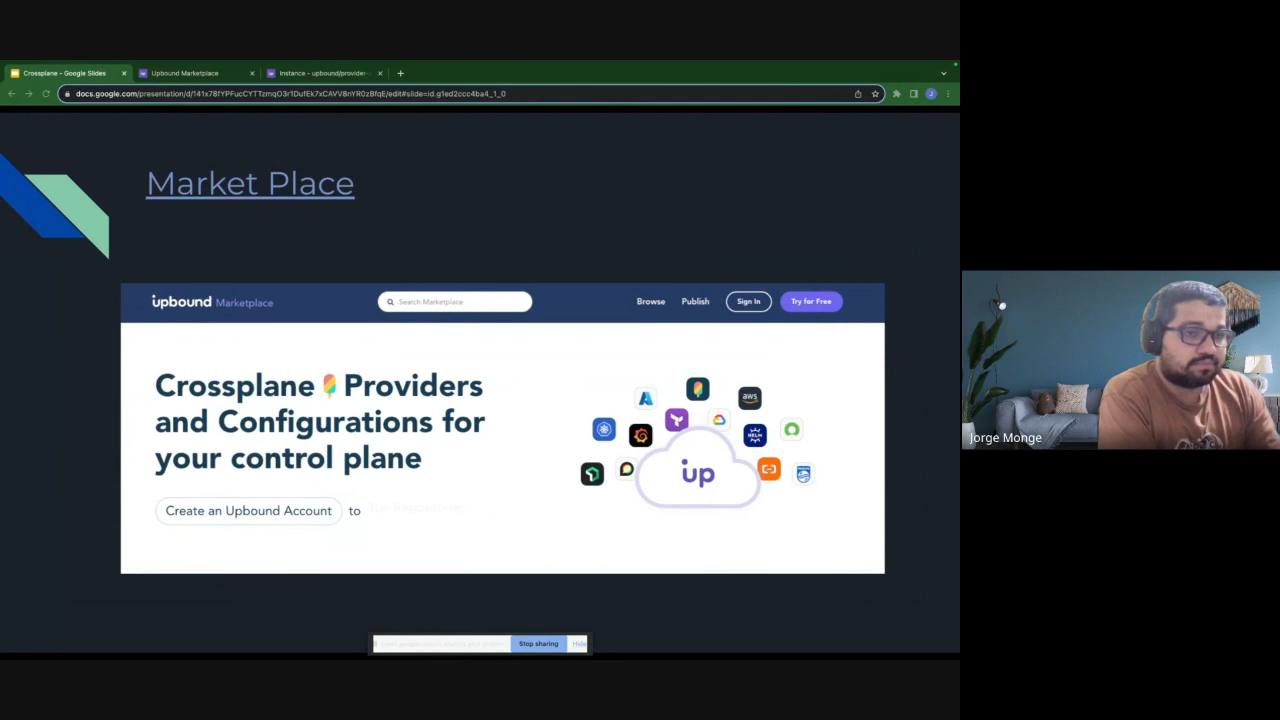 Crossplane - Google Slides
Upbound Marketplace
Instance - upbound/provider-
docs.google.com/presentation/d/141x78fYPFucCYTTzmqO3r1DufEk7xCAVV8nYR0zBfqE/edit#slide=id.g1ed2ccc4ba4_1_0
J
Market Place
upbound Marketplace
Search Marketplace
Browse
Publish
Sign In
Try for Free
Crossplane Providers
and Configurations for
your control plane
aws
HELM
up
Create an Upbound Account to
Stop sharing
Hide
Jorge Monge